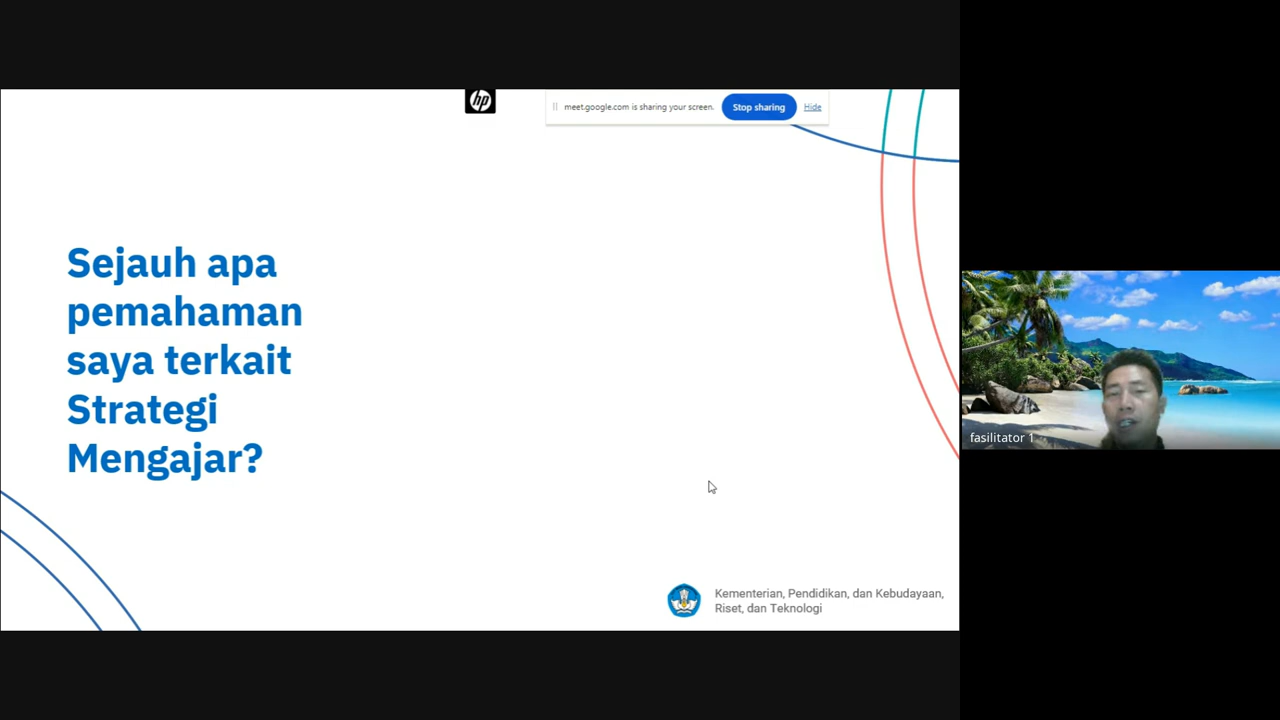 hp
meet.google.com is sharing your screen.
Stop sharing
Hide
Sejauh apa
pemahaman
saya terkait
Strategi
Mengajar?
fasilitator 1
Kementerian, Pendidikan, dan Kebudayaan,
Riset, dan Teknologi